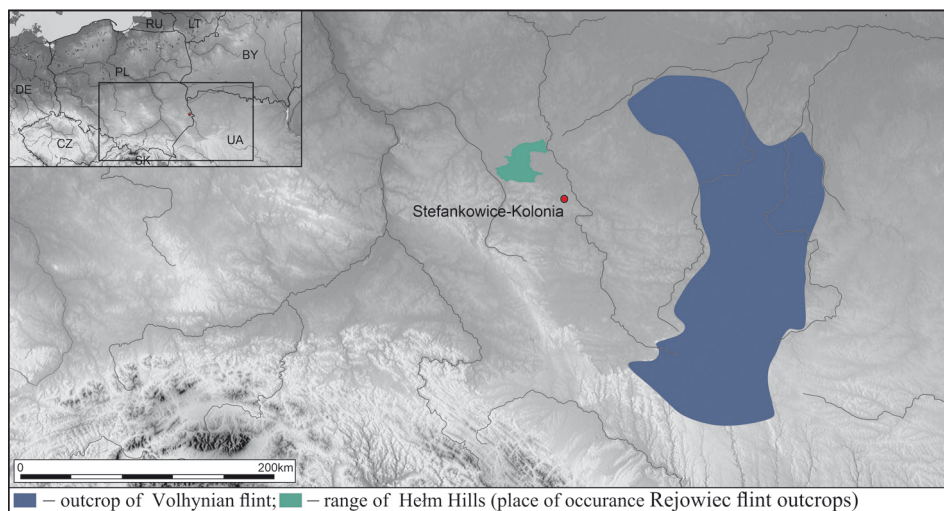 RU
LT
BY
PL
DE
UA
CZ
SK
Stefankowice-Kolonia
0 200km
– outcrop of Volhynian flint; – range of Hełm Hills (place of occurance Rejowiec flint outcrops)